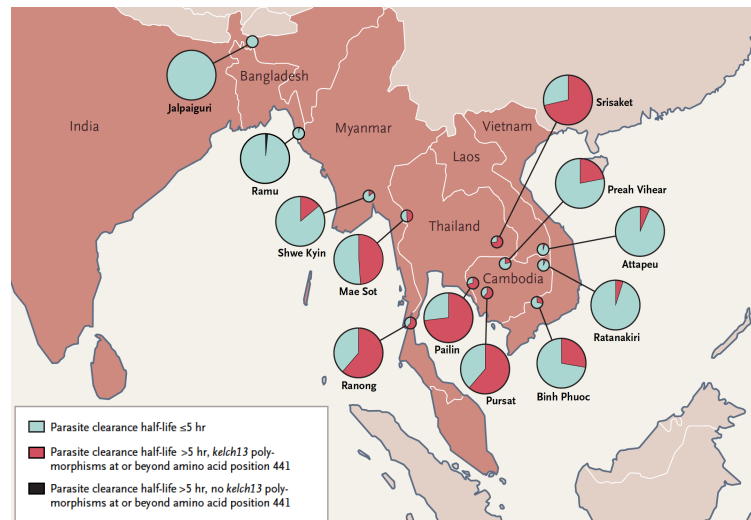 Jalpaiguri
Bangladesh
India
Myanmar
Vietnam
Srisaket
Laos
Ramu
Preah Vihear
Thailand
Shwe Kyin
Attapeu
Mae Sot
Cambodia
Ratanakiri
Pailin
Ranong
Pursat
Binh Phuoc
Parasite clearance half-life ≤5 hr
Parasite clearance half-life >5 hr, kelch13 poly-
morphisms at or beyond amino acid position 441
Parasite clearance half-life >5 hr, no kelch13 poly-
morphisms at or beyond amino acid position 441